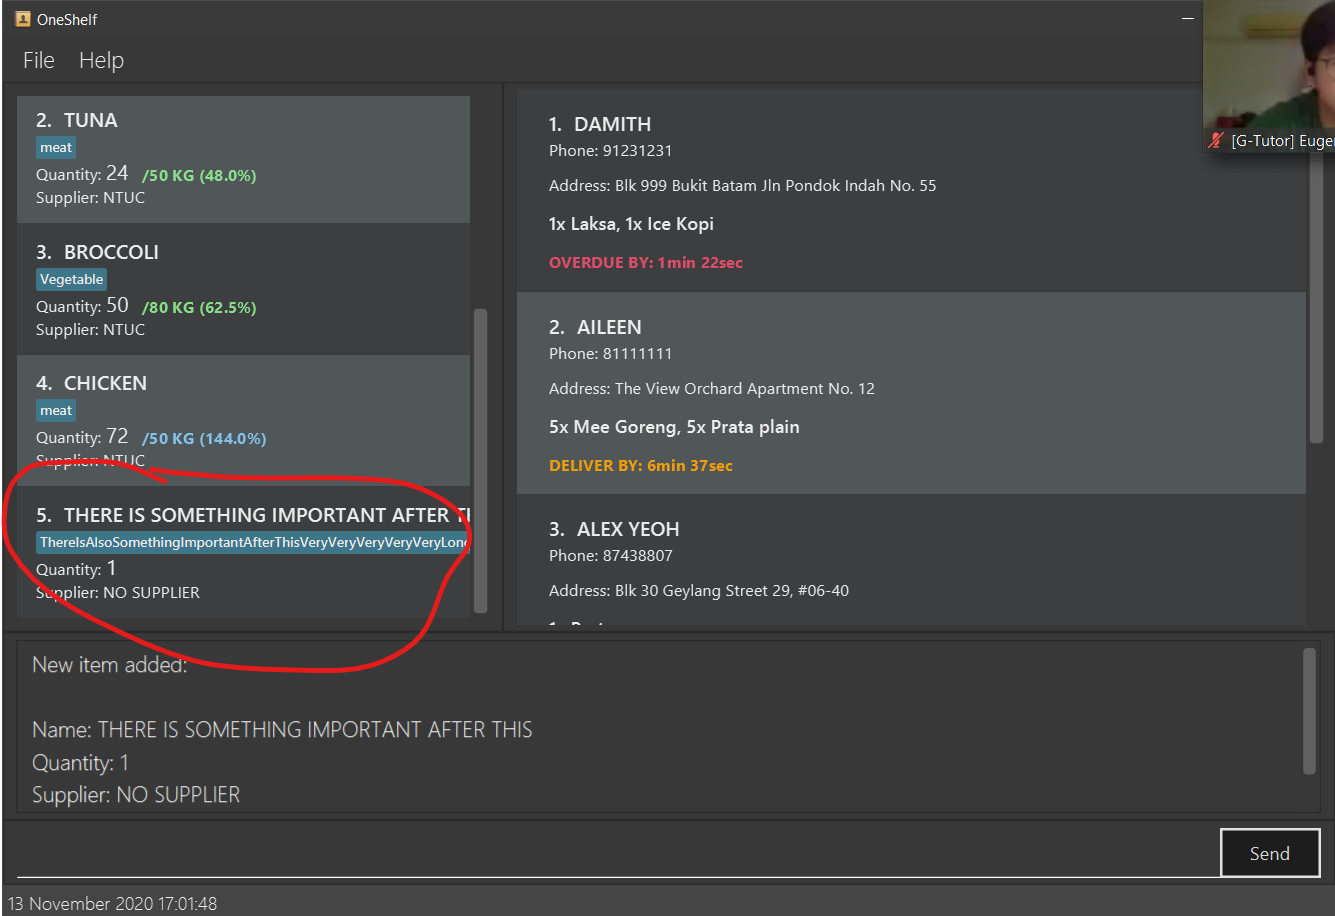 OneShelf
File Help
2. TUNA
meat
Quantity: 24 /50 KG (48.0%)
Supplier: NTUC
3. BROCCOLI
Vegetable
Quantity: 50 /80 KG (62.5%)
Supplier: NTUC
4. CHICKEN
meat
Quantity: 72 /50 KG (144.0%)
Supplier: NTUC
5. THERE IS SOMETHING IMPORTANT AFTER
ThereIsAlsoSomethingImportantAfterThisVeryVeryVeryVeryVeryLong
Quantity: 1
Supplier: NO SUPPLIER
1. DAMITH
Phone: 91231231
Address: Blk 999 Bukit Batam Jln Pondok Indah No. 55
1x Laksa, 1x Ice Kopi
OVERDUE BY: 1min 22sec
2. AILEEN
Phone: 81111111
Address: The View Orchard Apartment No. 12
5x Mee Goreng, 5x Prata plain
DELIVER BY: 6min 37sec
3. ALEX YEOH
Phone: 87438807
Address: Blk 30 Geylang Street 29, #06-40
[G-Tutor] Euge
New item added:
Name: THERE IS SOMETHING IMPORTANT AFTER THIS
Quantity: 1
Supplier: NO SUPPLIER
Send
13 November 2020 17:01:48